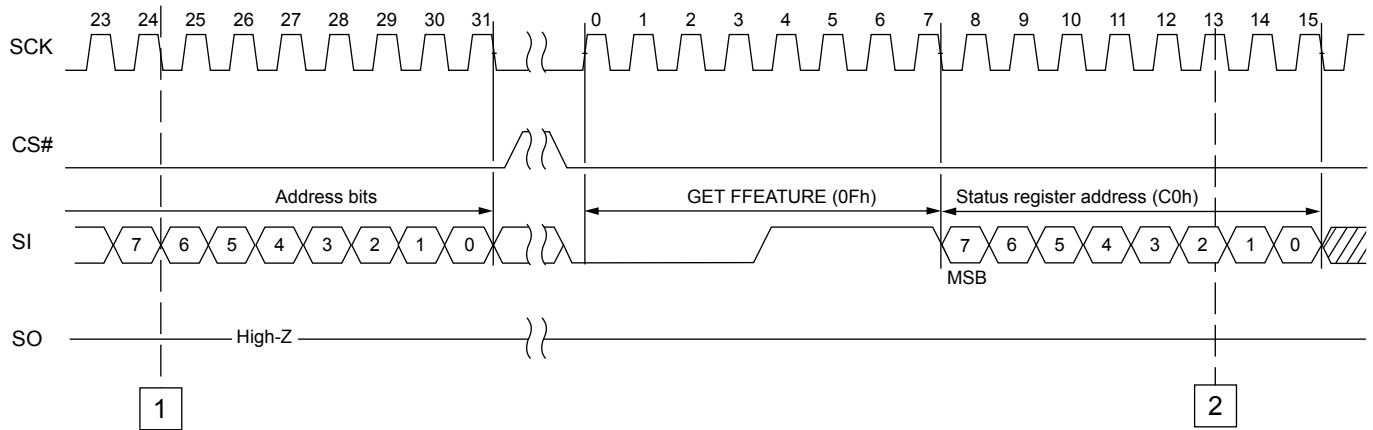 23 24 25 26 27 28 29 30 31 0 1 2 3 4 5 6 7 8 9 10 11 12 13 14 15
SCK
CS#
Address bits GET FFEATURE (0Fh) Status register address (C0h)
SI 7 6 5 4 3 2 1 0 7 6 5 4 3 2 1 0
MSB
SO High-Z
1 2